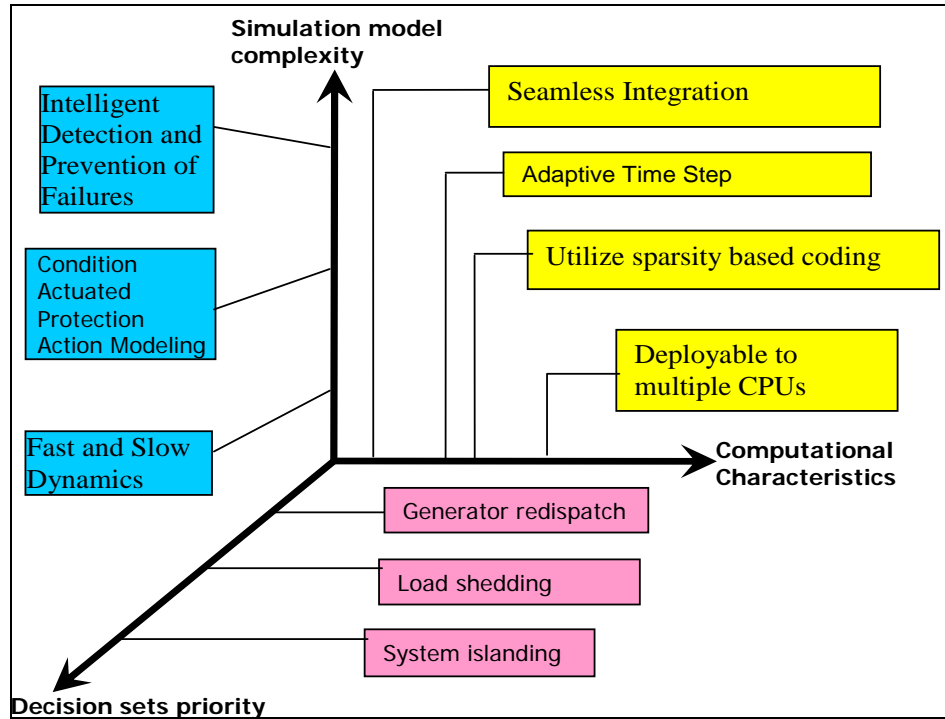 Simulation model
complexity
Intelligent
Detection and
Prevention of
Failures
Seamless Integration
Adaptive Time Step
Utilize sparsity based coding
Condition
Actuated
Protection
Action Modeling
Deployable to
multiple CPUs
Fast and Slow
Dynamics
Computational
Characteristics
Generator redispatch
Load shedding
System islanding
Decision sets priority